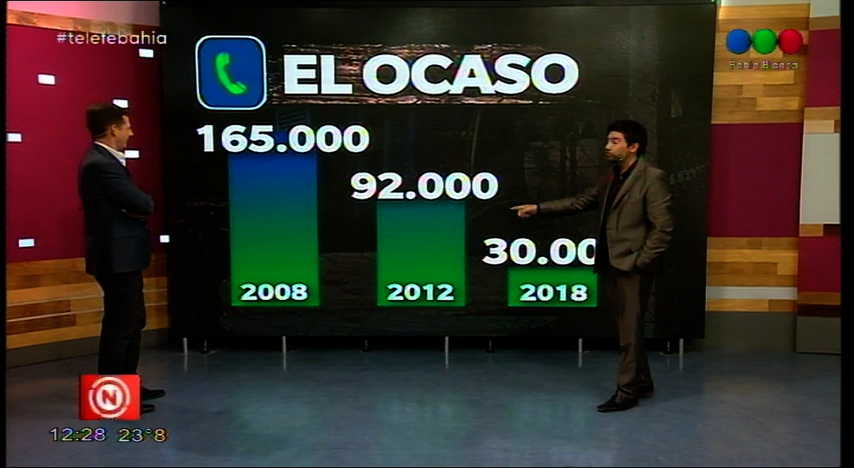 #telefebahia
Bahía Blanca
EL OCASO
165.000
92.000
30.00
2008
2012
2018
N
12:28 23°8